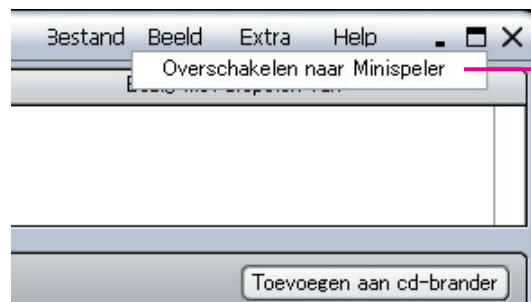 Bestand Beeld Extra Help
Overschakelen naar Minispeler
Toevoegen aan cd-brander